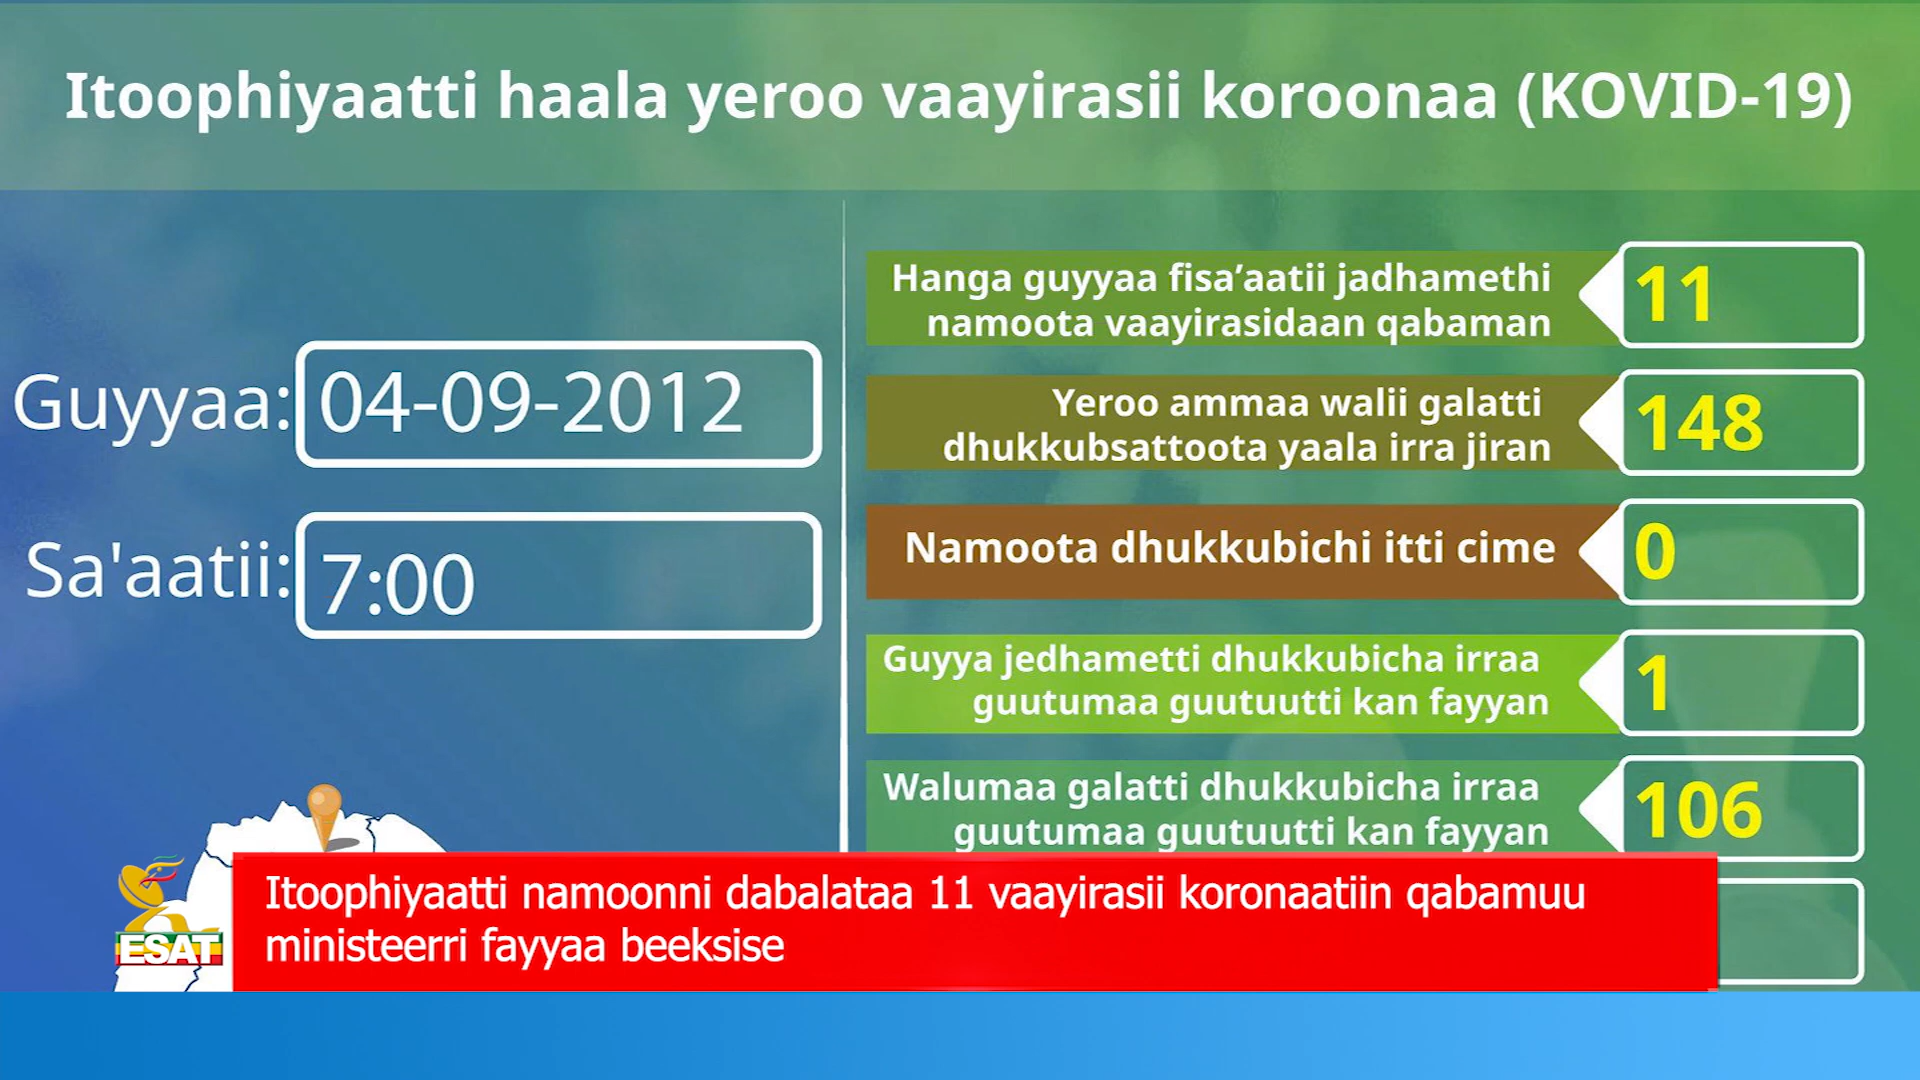 Itoophiyaatti haala yeroo vaayirasii koroonaa (KOVID-19)
Guyyaa: 04-09-2012
Sa'aatii: 7:00
Hanga guyyaa fisa’aatii jadhamethi
namoota vaayirasidaan qabaman
11
Yeroo ammaa walii galatti
dhukkubsattoota yaala irra jiran
148
Namoota dhukkubichi itti cime
0
Guyya jedhametti dhukkubicha irraa
guutumaa guutuutti kan fayyan
1
Walumaa galatti dhukkubicha irraa
guutumaa guutuutti kan fayyan
106
ESAT
Itoophiyaatti namoonni dabalataa 11 vaayirasii koronaatiin qabamuu
ministeerri fayyaa beeksise